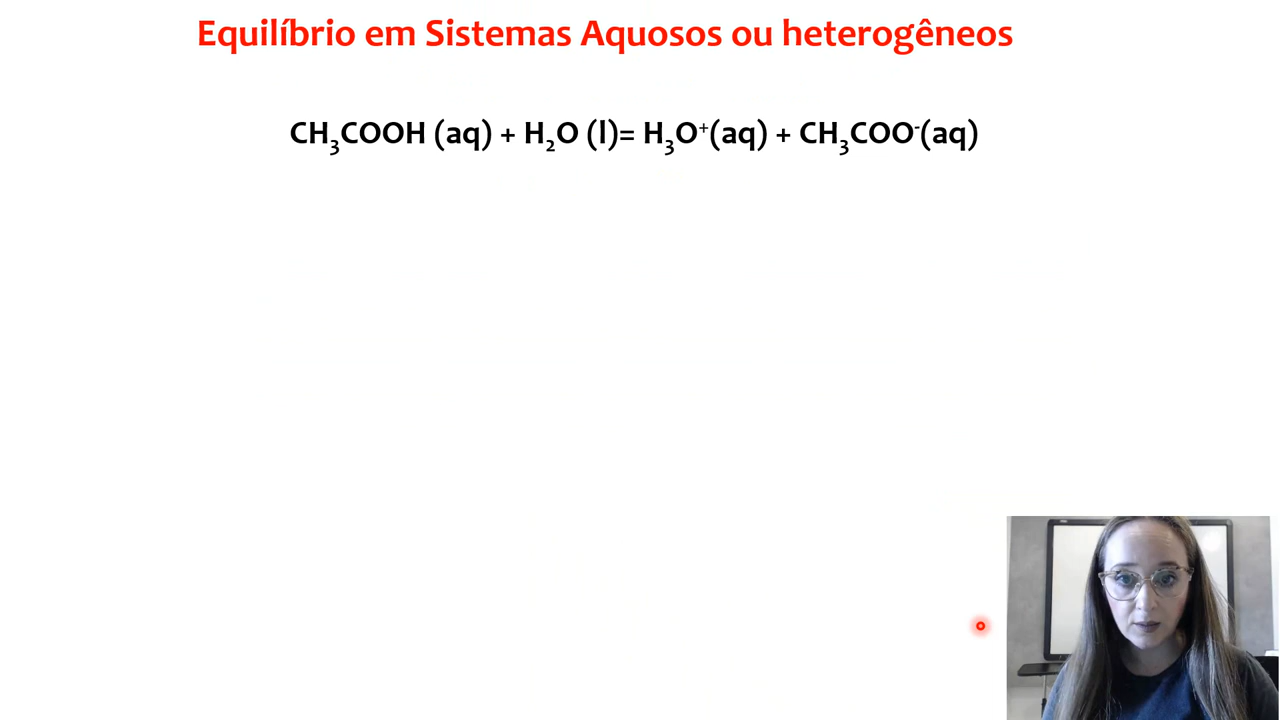 Equilíbrio em Sistemas Aquosos ou heterogêneos
CH₃COOH (aq) + H₂O (l)= H₃O⁺(aq) + CH₃COO⁻(aq)